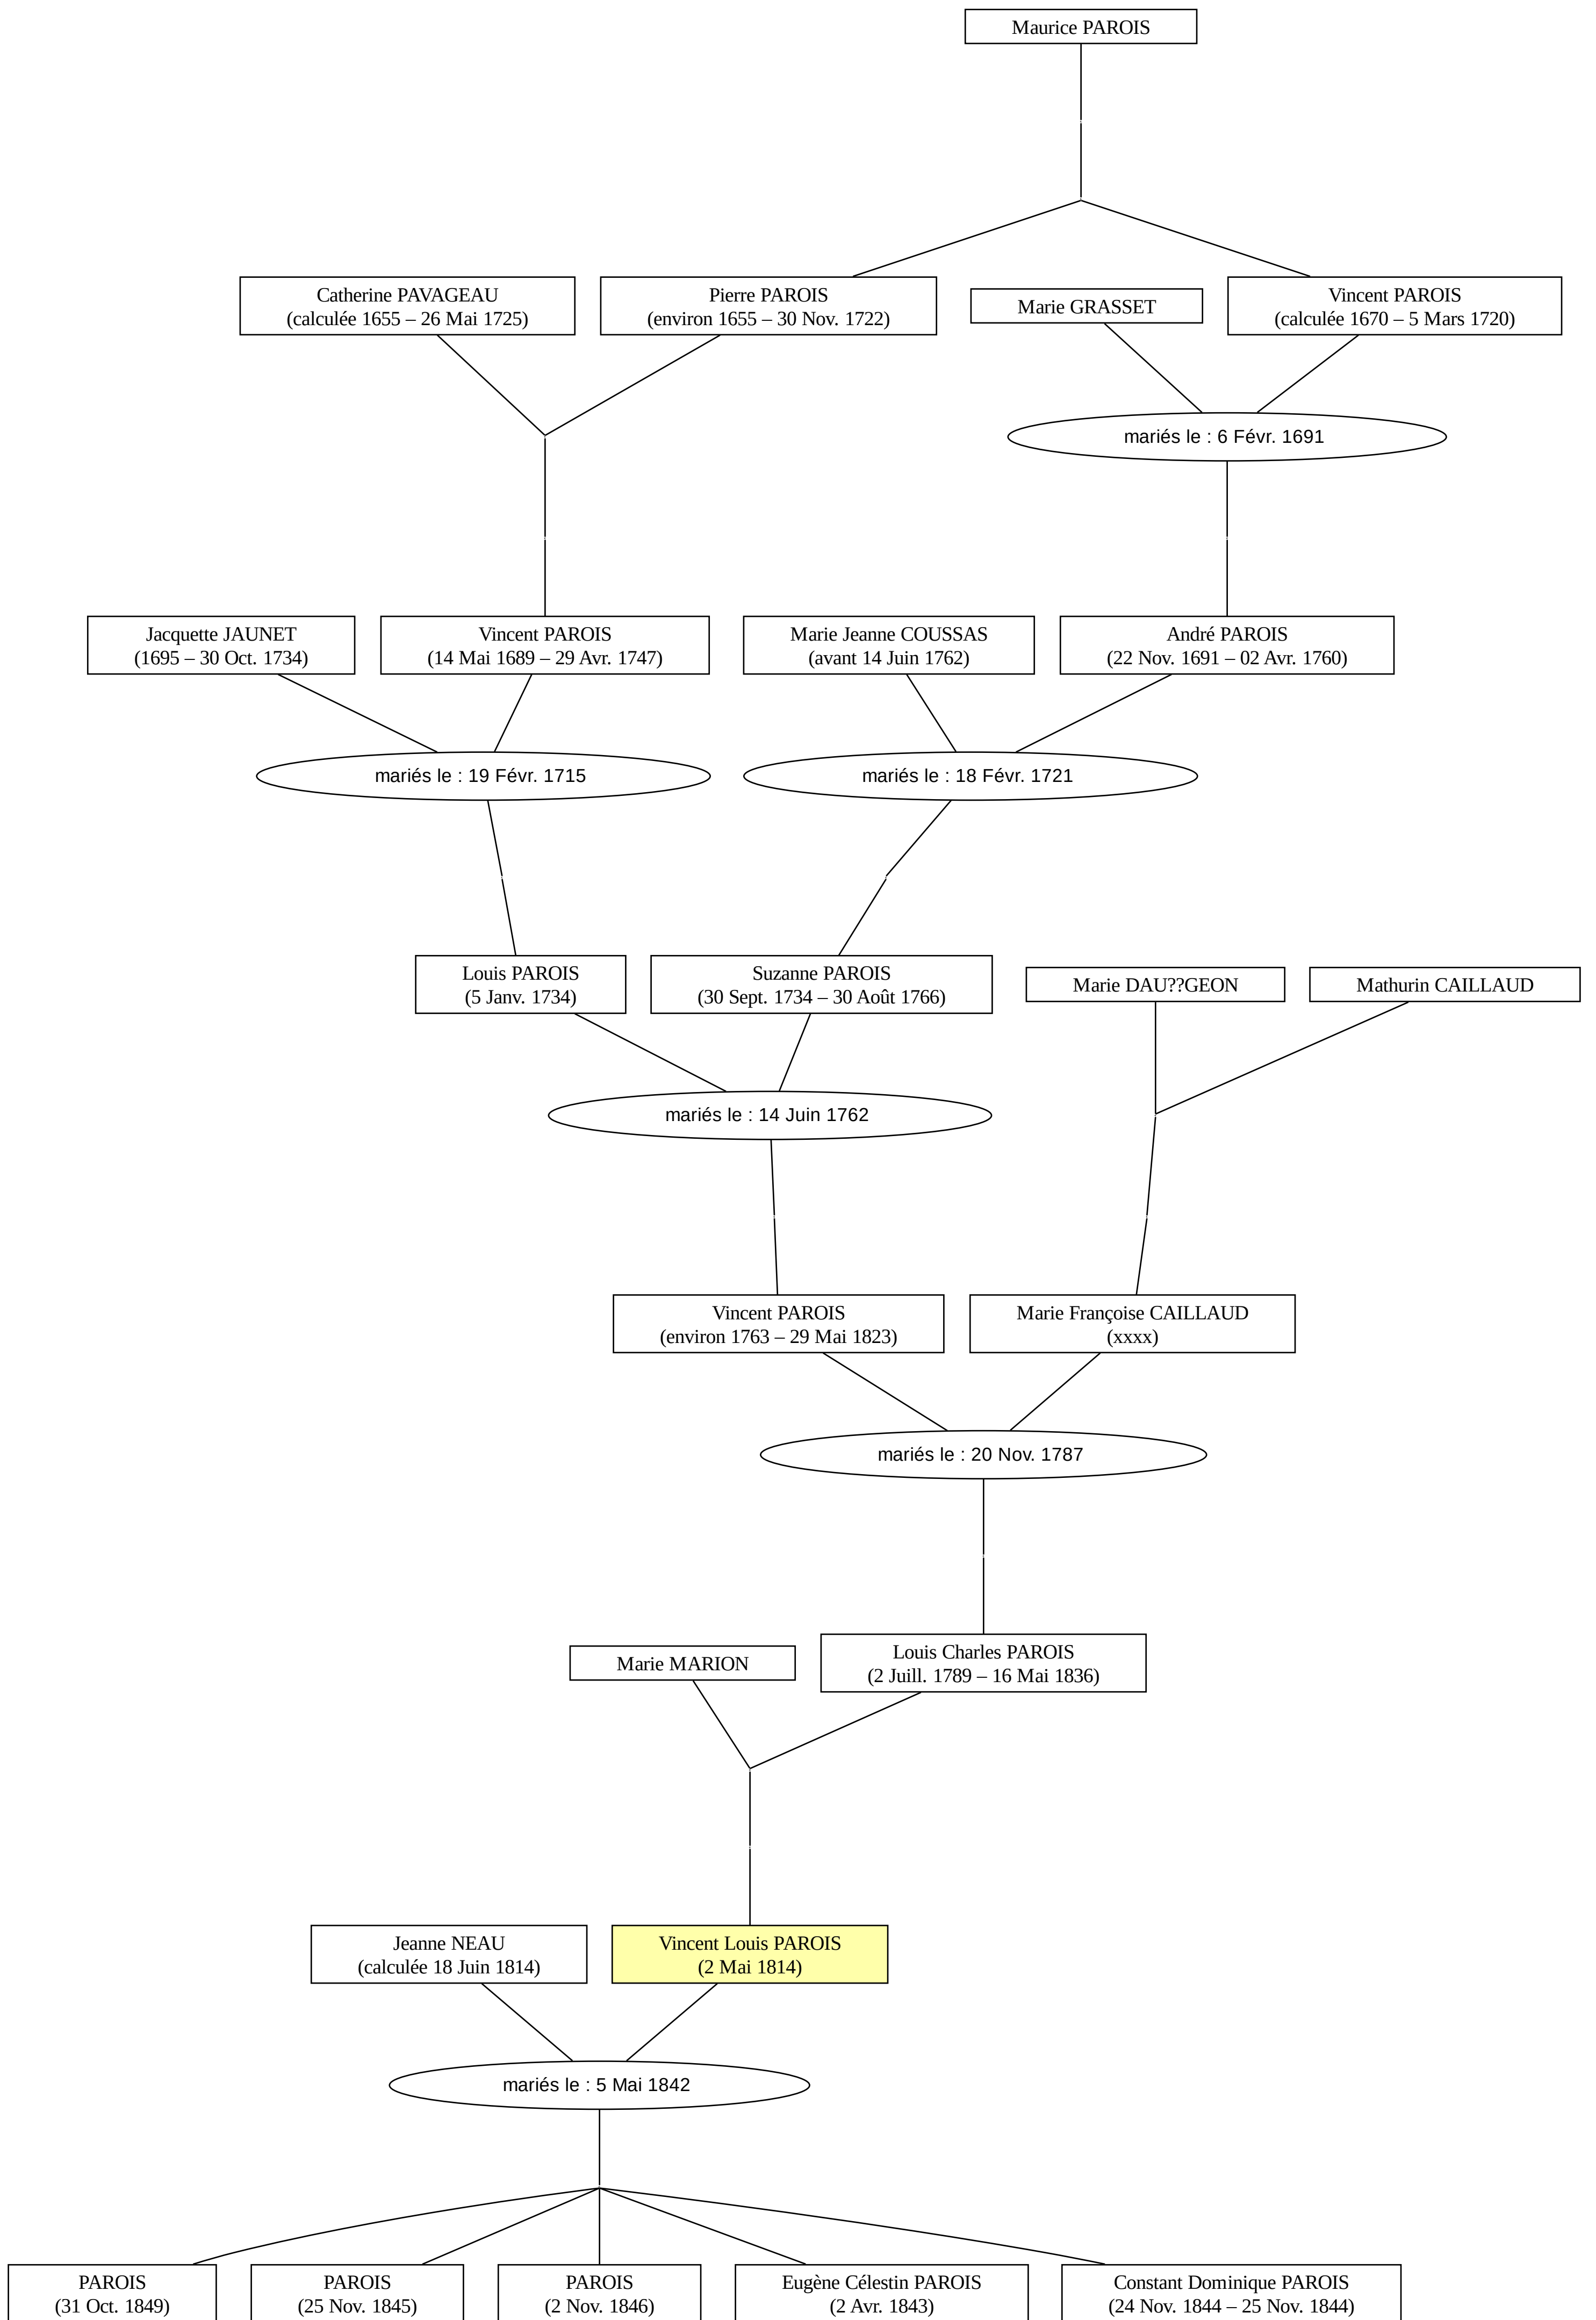 Maurice PAROIS
Catherine PAVAGEAU
(calculée 1655 – 26 Mai 1725)
Pierre PAROIS
(environ 1655 – 30 Nov. 1722)
Marie GRASSET
Vincent PAROIS
(calculée 1670 – 5 Mars 1720)
mariés le : 6 Févr. 1691
Jacquette JAUNET
(1695 – 30 Oct. 1734)
Vincent PAROIS
(14 Mai 1689 – 29 Avr. 1747)
Marie Jeanne COUSSAS
(avant 14 Juin 1762)
André PAROIS
(22 Nov. 1691 – 02 Avr. 1760)
mariés le : 19 Févr. 1715
mariés le : 18 Févr. 1721
Louis PAROIS
(5 Janv. 1734)
Suzanne PAROIS
(30 Sept. 1734 – 30 Août 1766)
Marie DAU??GEON
Mathurin CAILLAUD
mariés le : 14 Juin 1762
Vincent PAROIS
(environ 1763 – 29 Mai 1823)
Marie Françoise CAILLAUD
(xxxx)
mariés le : 20 Nov. 1787
Marie MARION
Louis Charles PAROIS
(2 Juill. 1789 – 16 Mai 1836)
Jeanne NEAU
(calculée 18 Juin 1814)
Vincent Louis PAROIS
(2 Mai 1814)
mariés le : 5 Mai 1842
PAROIS
(31 Oct. 1849)
PAROIS
(25 Nov. 1845)
PAROIS
(2 Nov. 1846)
Eugène Célestin PAROIS
(2 Avr. 1843)
Constant Dominique PAROIS
(24 Nov. 1844 – 25 Nov. 1844)